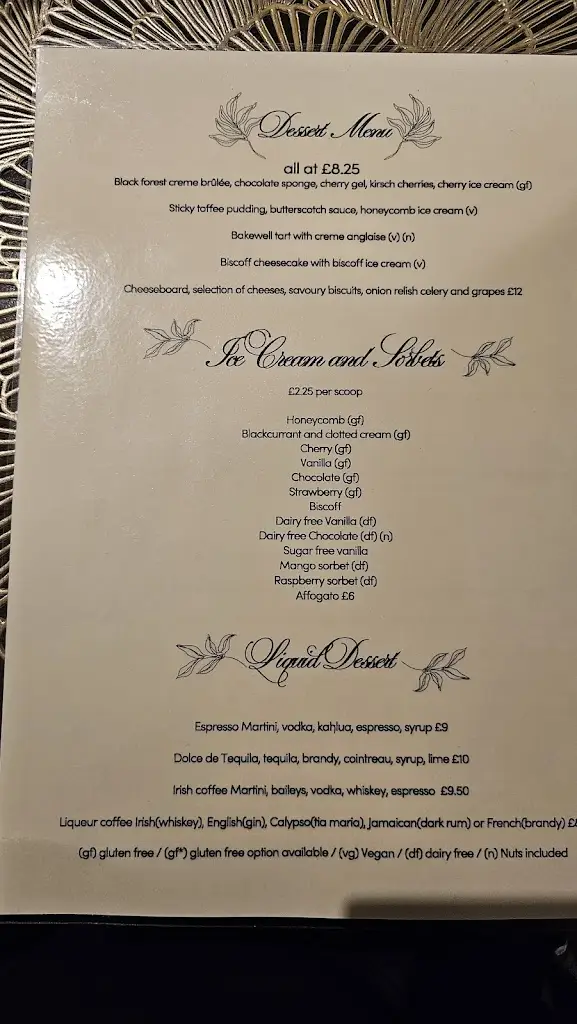 Dessert Menu
all at £8.25
Black forest creme brûlée, chocolate sponge, cherry gel, kirsch cherries, cherry ice cream (gf)
Sticky toffee pudding, butterscotch sauce, honeycomb ice cream (v)
Bakewell tart with creme anglaise (v) (n)
Biscoff cheesecake with biscoff ice cream (v)
Cheeseboard, selection of cheeses, savoury biscuits, onion relish celery and grapes £12
Ice Cream and Sorbets
£2.25 per scoop
Honeycomb (gf)
Blackcurrant and clotted cream (gf)
Cherry (gf)
Vanilla (gf)
Chocolate (gf)
Strawberry (gf)
Biscoff
Dairy free Vanilla (df)
Dairy free Chocolate (df) (n)
Sugar free vanilla
Mango sorbet (df)
Raspberry sorbet (df)
Affogato £6
Liquid Dessert
Espresso Martini, vodka, kahlua, espresso, syrup £9
Dolce de Tequila, tequila, brandy, cointreau, syrup, lime £10
Irish coffee Martini, baileys, vodka, whiskey, espresso £9.50
Liqueur coffee Irish(whiskey), English(gin), Calypso(tia maria), Jamaican(dark rum) or French(brandy)
(gf) gluten free / (gf*) gluten free option available / (vg) Vegan / (df) dairy free / (n) Nuts included